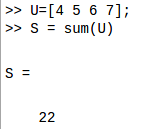 >> U=[4 5 6 7];
>> S = sum(U)
S =
22